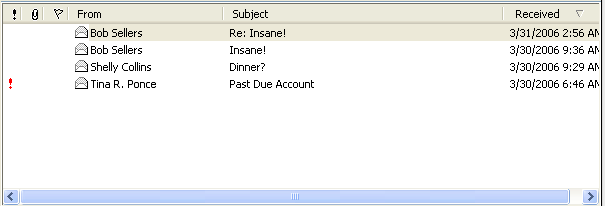 ! From Subject Received
Bob Sellers Re: Insane! 3/31/2006 2:56 AM
Bob Sellers Insane! 3/30/2006 9:36 AM
Shelly Collins Dinner? 3/30/2006 9:29 AM
! Tina R. Ponce Past Due Account 3/30/2006 6:46 AM